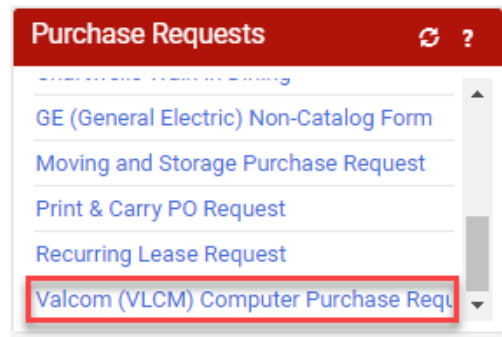 Purchase Requests ?
GE (General Electric) Non-Catalog Form
Moving and Storage Purchase Request
Print & Carry PO Request
Recurring Lease Request
Valcom (VLCM) Computer Purchase Requ